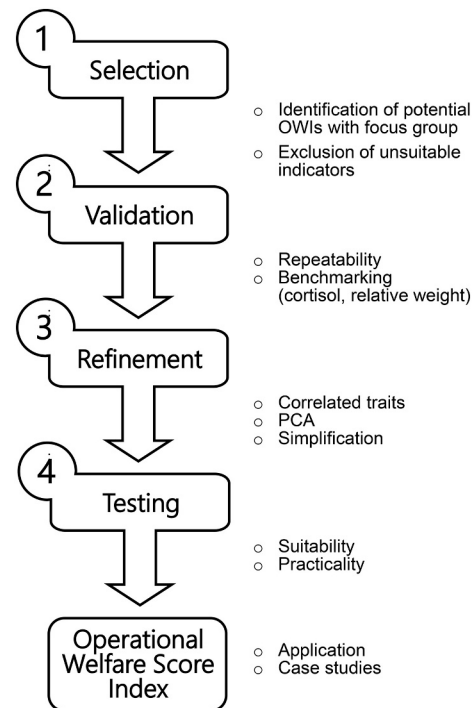 1
Selection
○ Identification of potential
OWIs with focus group
○ Exclusion of unsuitable
indicators
2
Validation
○ Repeatability
○ Benchmarking
(cortisol, relative weight)
3
Refinement
○ Correlated traits
○ PCA
○ Simplification
4
Testing
○ Suitability
○ Practicality
Operational
Welfare Score
Index
○ Application
○ Case studies